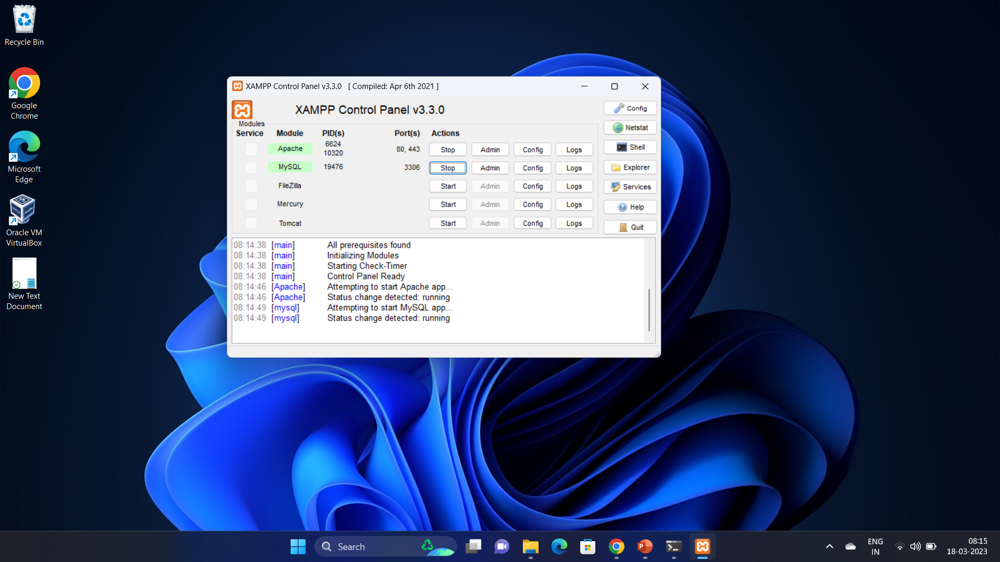 Recycle Bin
Google
Chrome
Microsoft
Edge
Oracle VM
VirtualBox
New Text
Document
XAMPP Control Panel v3.3.0 [ Compiled: Apr 6th 2021 ]
XAMPP Control Panel v3.3.0
Config
Modules
Service Module PID(s) Port(s) Actions
Netstat
Apache 6624 10320 80, 443 Stop Admin Config Logs
Shell
MySQL 19476 3306 Stop Admin Config Logs
Explorer
FileZilla Start Admin Config Logs
Services
Mercury Start Admin Config Logs
Help
Tomcat Start Admin Config Logs
Quit
08:14:38 [main] All prerequisites found
08:14:38 [main] Initializing Modules
08:14:38 [main] Starting Check-Timer
08:14:38 [main] Control Panel Ready
08:14:46 [Apache] Attempting to start Apache app...
08:14:46 [Apache] Status change detected: running
08:14:49 [mysql] Attempting to start MySQL app...
08:14:49 [mysql] Status change detected: running
Search
ENG
IN
08:15
18-03-2023